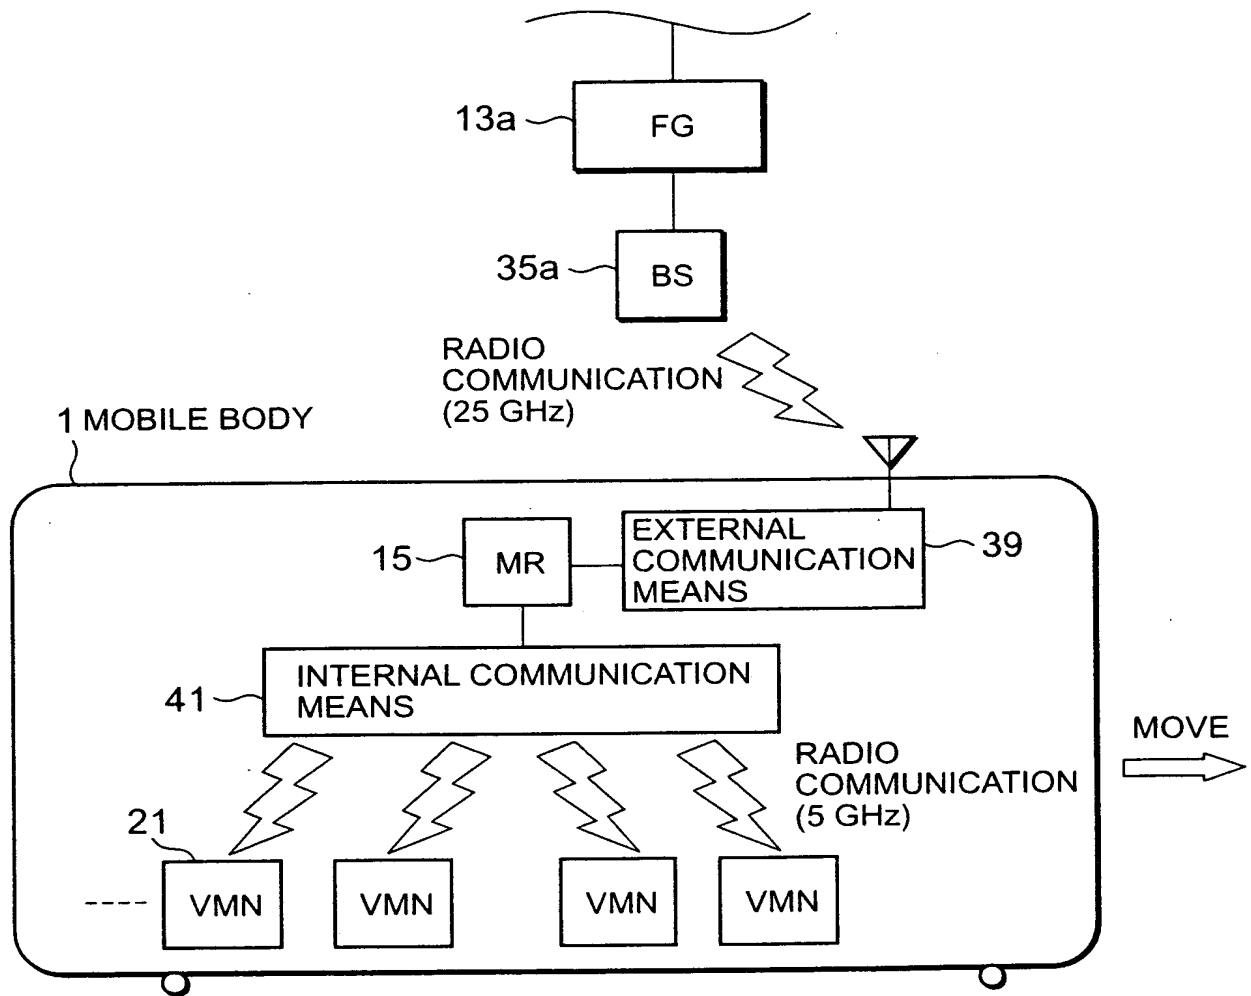 13a
FG
35a
BS
RADIO
COMMUNICATION
(25 GHz)
1 MOBILE BODY
15
MR
EXTERNAL
COMMUNICATION
MEANS
39
41
INTERNAL COMMUNICATION
MEANS
MOVE
RADIO
COMMUNICATION
(5 GHz)
21
VMN
VMN
VMN
VMN